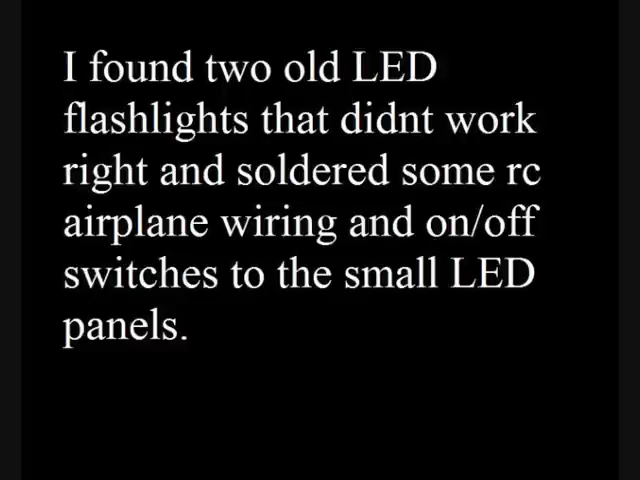 I found two old LED
flashlights that didnt work
right and soldered some rc
airplane wiring and on/off
switches to the small LED
panels.